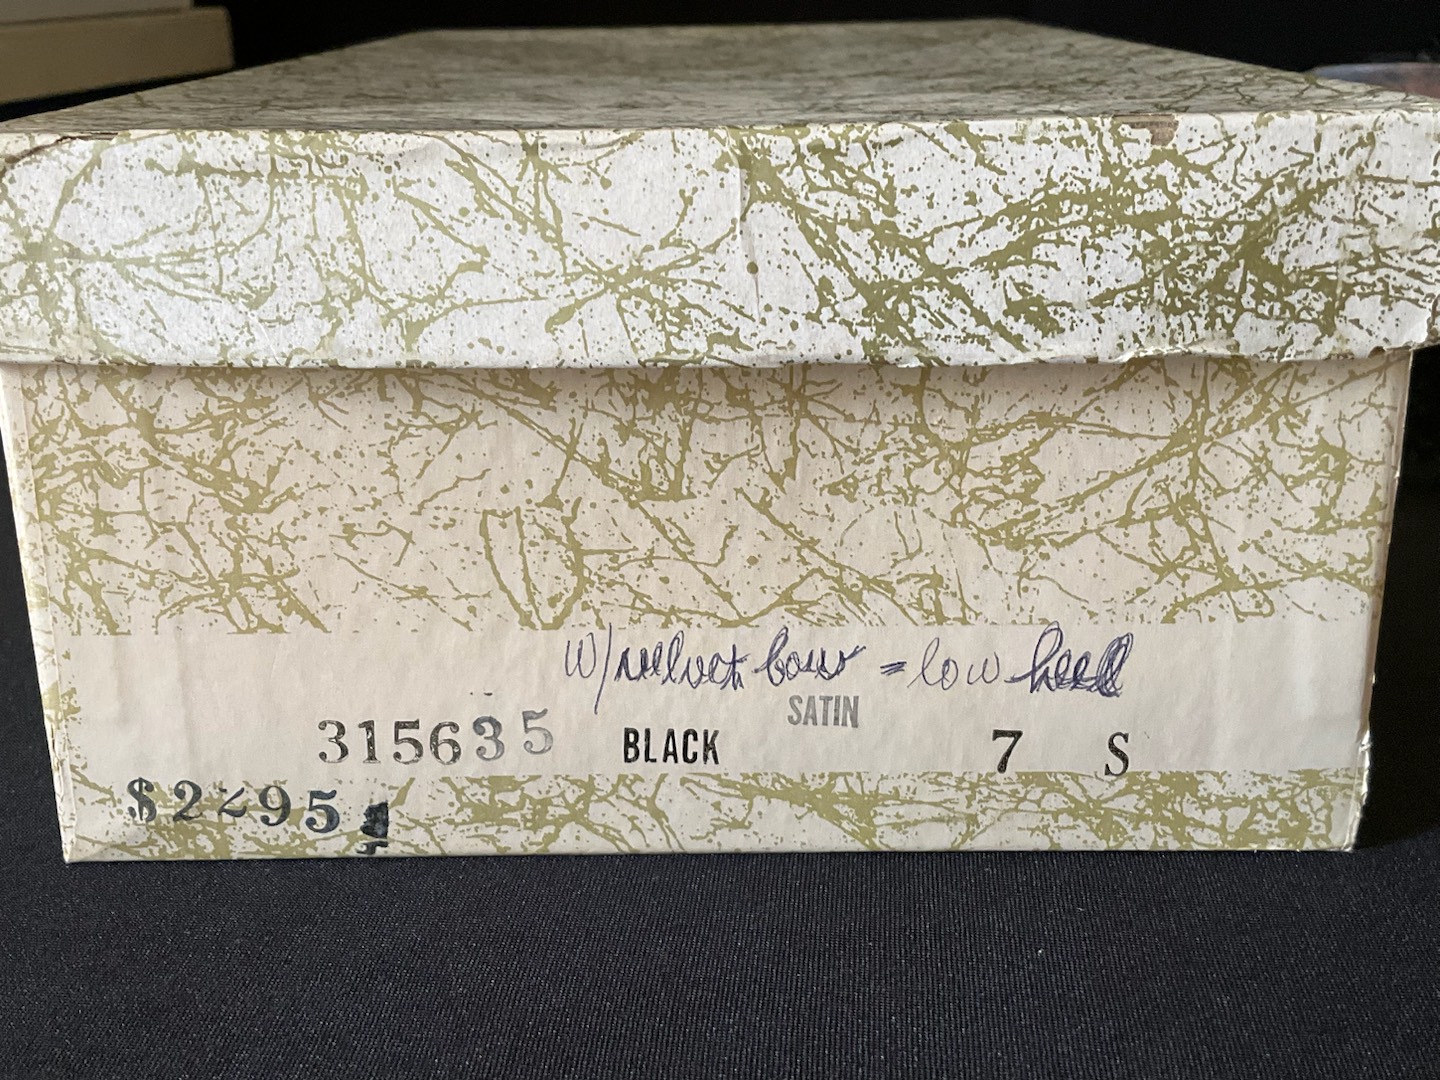 w/velvet bow = low heel
SATIN
315635 BLACK 7 S
$2295